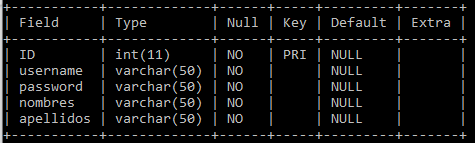 +-----------+-------------+------+-----+---------+-------+
| Field     | Type        | Null | Key | Default | Extra |
+-----------+-------------+------+-----+---------+-------+
| ID        | int(11)     | NO   | PRI | NULL    |       |
| username  | varchar(50) | NO   |     | NULL    |       |
| password  | varchar(50) | NO   |     | NULL    |       |
| nombres   | varchar(50) | NO   |     | NULL    |       |
| apellidos | varchar(50) | NO   |     | NULL    |       |
+-----------+-------------+------+-----+---------+-------+